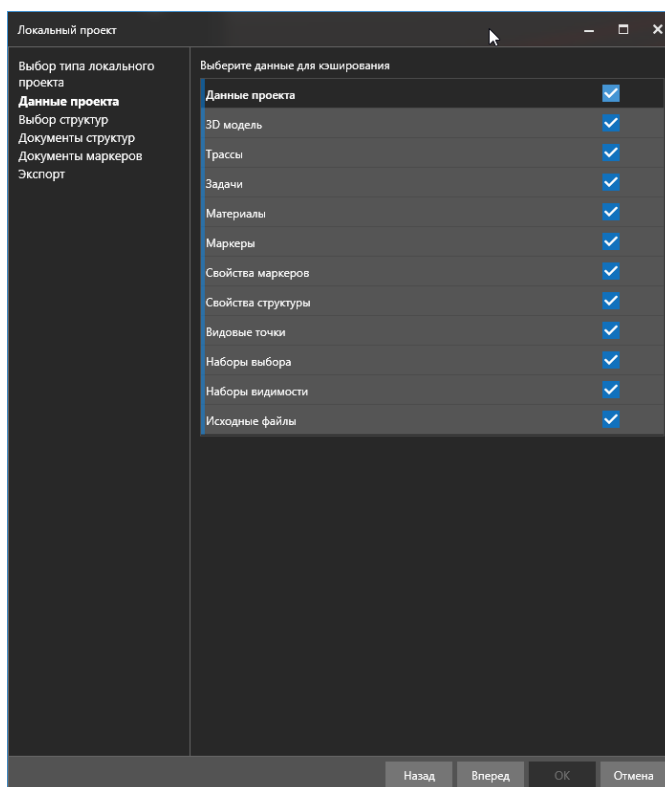 Локальный проект
Выбор типа локального
проекта
Данные проекта
Выбор структур
Документы структур
Документы маркеров
Экспорт
Выберите данные для кэширования
Данные проекта
3D модель
Трассы
Задачи
Материалы
Маркеры
Свойства маркеров
Свойства структуры
Видовые точки
Наборы выбора
Наборы видимости
Исходные файлы
Назад Вперед ОК Отмена